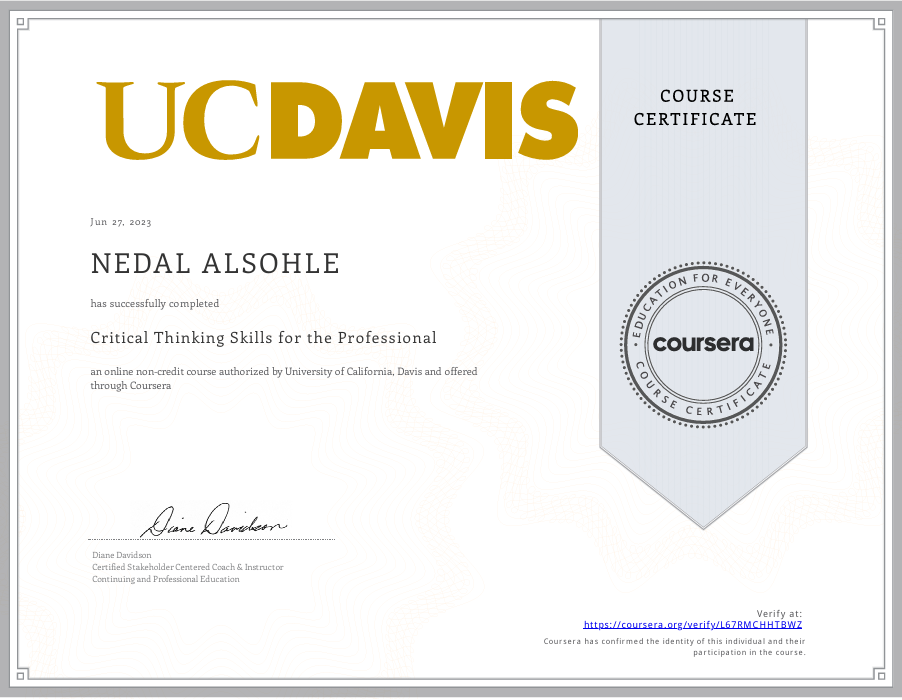 UCDAVIS
COURSE
CERTIFICATE
Jun 27, 2023
NEDAL ALSOHLE
has successfully completed
Critical Thinking Skills for the Professional
an online non-credit course authorized by University of California, Davis and offered
through Coursera
EDUCATION FOR EVERYONE
coursera
COURSE CERTIFICATE
Diane Davidson
Diane Davidson
Certified Stakeholder Centered Coach & Instructor
Continuing and Professional Education
Verify at:
https://coursera.org/verify/L67RMCHHTBWZ
Coursera has confirmed the identity of this individual and their
participation in the course.